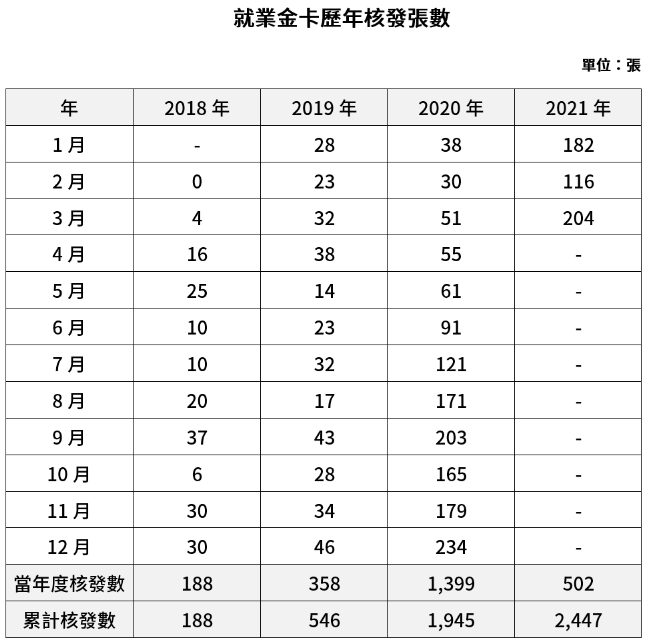 就業金卡歷年核發張數
單位：張
年 2018 年 2019 年 2020 年 2021 年
1 月 - 28 38 182
2 月 0 23 30 116
3 月 4 32 51 204
4 月 16 38 55 -
5 月 25 14 61 -
6 月 10 23 91 -
7 月 10 32 121 -
8 月 20 17 171 -
9 月 37 43 203 -
10 月 6 28 165 -
11 月 30 34 179 -
12 月 30 46 234 -
當年度核發數 188 358 1,399 502
累計核發數 188 546 1,945 2,447